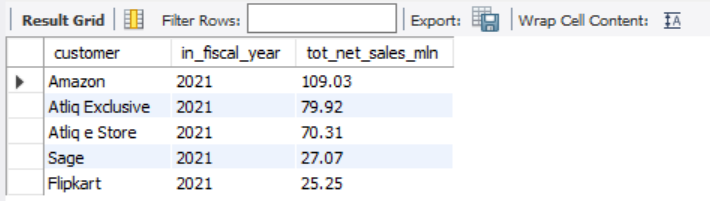 Result Grid Filter Rows: Export: Wrap Cell Content: IA
customer in_fiscal_year tot_net_sales_mln
Amazon 2021 109.03
Atliq Exclusive 2021 79.92
Atliq e Store 2021 70.31
Sage 2021 27.07
Flipkart 2021 25.25